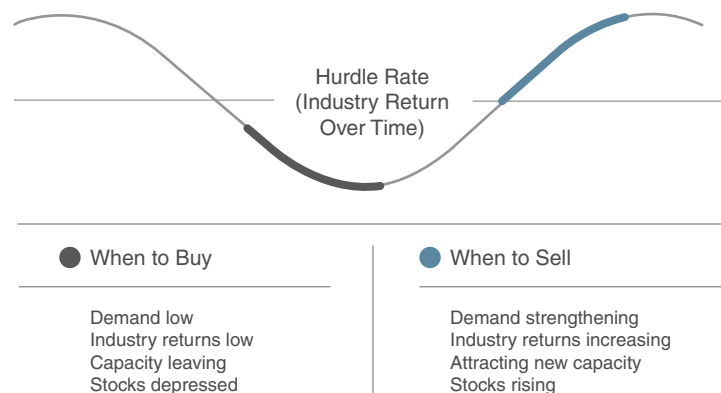 Hurdle Rate
(Industry Return
Over Time)
When to Buy
Demand low
Industry returns low
Capacity leaving
Stocks depressed
When to Sell
Demand strengthening
Industry returns increasing
Attracting new capacity
Stocks rising